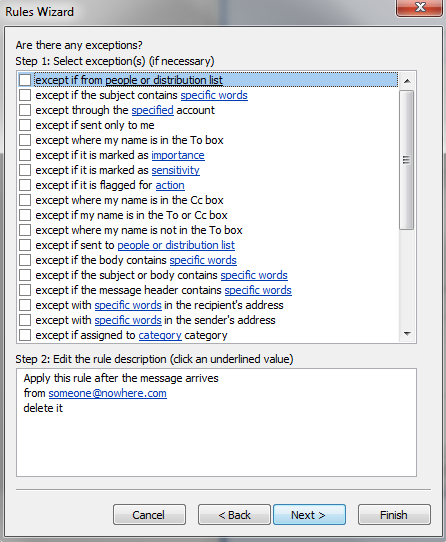 Rules Wizard
Are there any exceptions?
Step 1: Select exception(s) (if necessary)
except if from people or distribution list
except if the subject contains specific words
except through the specified account
except if sent only to me
except where my name is in the To box
except if it is marked as importance
except if it is marked as sensitivity
except if it is flagged for action
except where my name is in the Cc box
except if my name is in the To or Cc box
except where my name is not in the To box
except if sent to people or distribution list
except if the body contains specific words
except if the subject or body contains specific words
except if the message header contains specific words
except with specific words in the recipient's address
except with specific words in the sender's address
except if assigned to category category
Step 2: Edit the rule description (click an underlined value)
Apply this rule after the message arrives
from someone@nowhere.com
delete it
Cancel < Back Next > Finish